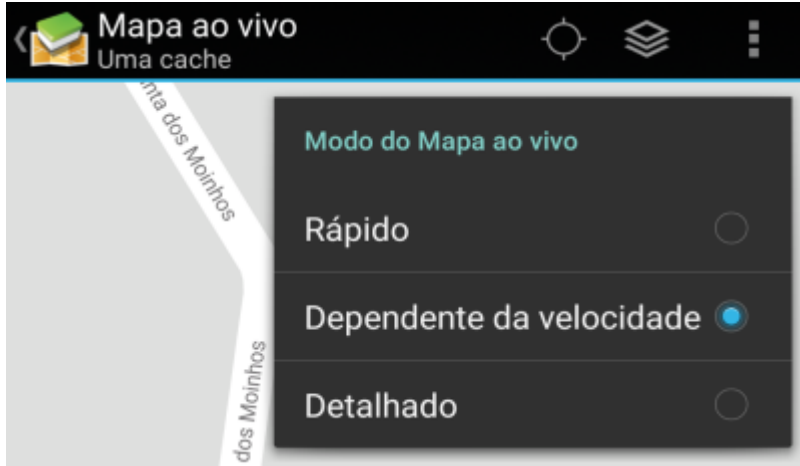 Mapa ao vivo
Uma cache
nta dos Moinhos
Modo do Mapa ao vivo
Rápido
Dependente da velocidade
dos Moinhos
Detalhado